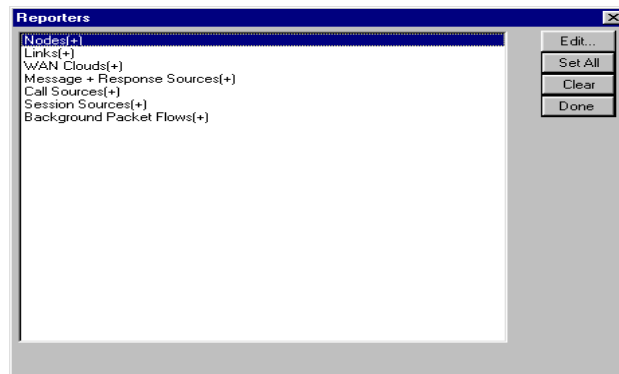 Reporters
Nodes(+)
Links(+)
WAN Clouds(+)
Message + Response Sources(+)
Call Sources(+)
Session Sources(+)
Background Packet Flows(+)
Edit...
Set All
Clear
Done